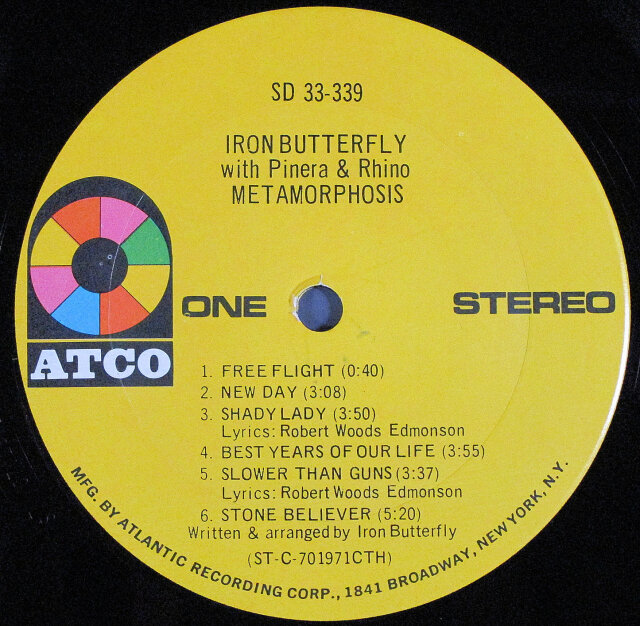 SD 33-339
IRON BUTTERFLY
with Pinera & Rhino
METAMORPHOSIS
ATCO
ONE
STEREO
1. FREE FLIGHT (0:40)
2. NEW DAY (3:08)
3. SHADY LADY (3:50)
Lyrics: Robert Woods Edmonson
4. BEST YEARS OF OUR LIFE (3:55)
5. SLOWER THAN GUNS (3:37)
Lyrics: Robert Woods Edmonson
6. STONE BELIEVER (5:20)
Written & arranged by Iron Butterfly
(ST-C-701971CTH)
MFG. BY ATLANTIC RECORDING CORP., 1841 BROADWAY, NEW YORK, N.Y.